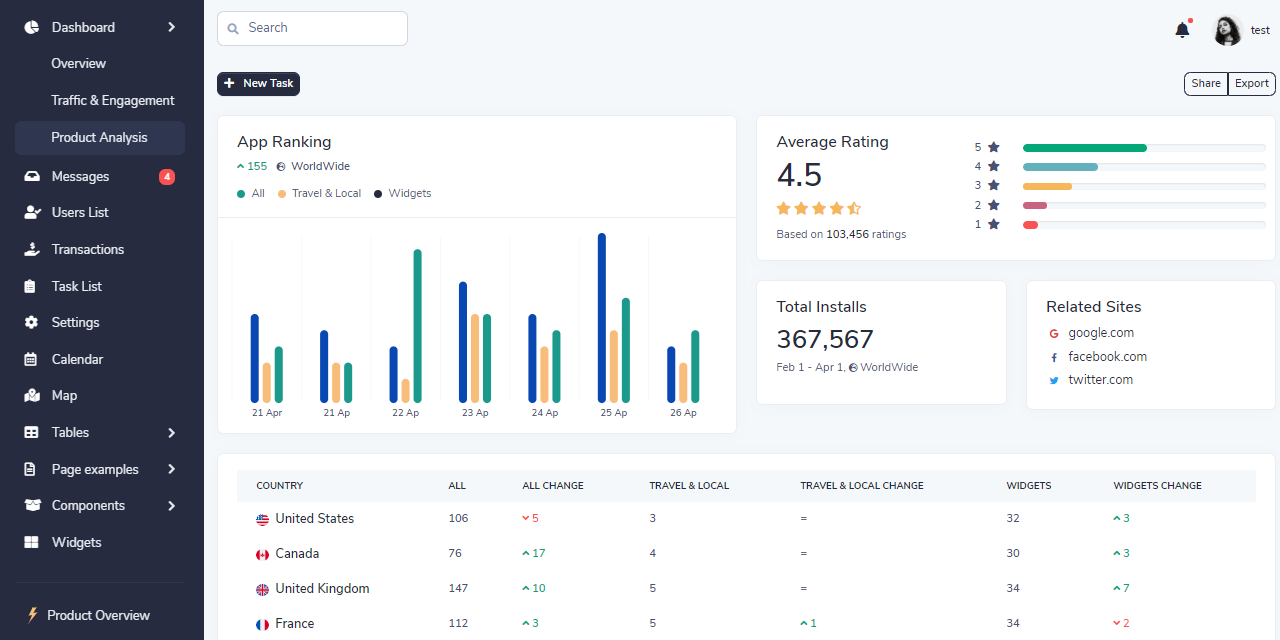 Dashboard
Overview
Traffic & Engagement
Product Analysis
Messages 4
Users List
Transactions
Task List
Settings
Calendar
Map
Tables
Page examples
Components
Widgets
Product Overview
Search
test
New Task
Share Export
App Ranking
155 WorldWide
All Travel & Local Widgets
21 Apr 21 Ap 22 Ap 23 Ap 24 Ap 25 Ap 26 Ap
Average Rating
4.5
Based on 103,456 ratings
5
4
3
2
1
Total Installs
367,567
Feb 1 - Apr 1, WorldWide
Related Sites
google.com
facebook.com
twitter.com
COUNTRY ALL ALL CHANGE TRAVEL & LOCAL TRAVEL & LOCAL CHANGE WIDGETS WIDGETS CHANGE
United States 106 5 3 = 32 3
Canada 76 17 4 = 30 3
United Kingdom 147 10 5 = 34 7
France 112 3 5 1 34 2